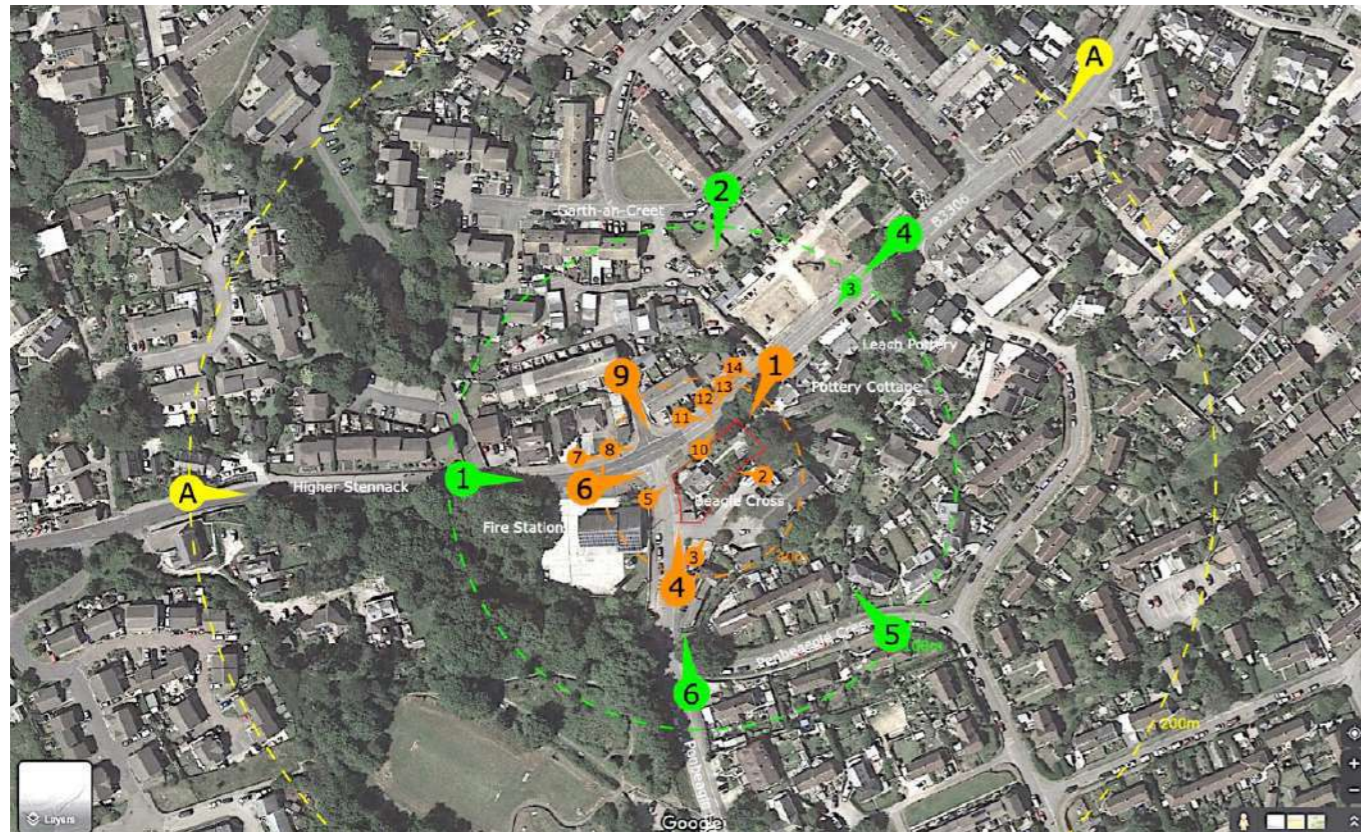 A
2
Garth-an-Creet
B3306
4
3
Leach Pottery
14
1
9
13
Pottery Cottage
12
11
10
8
7
1
6
2
A
Higher Stennack
5
Beagle Cross
Fire Station
3
4
5
6
200m
Layers
Google